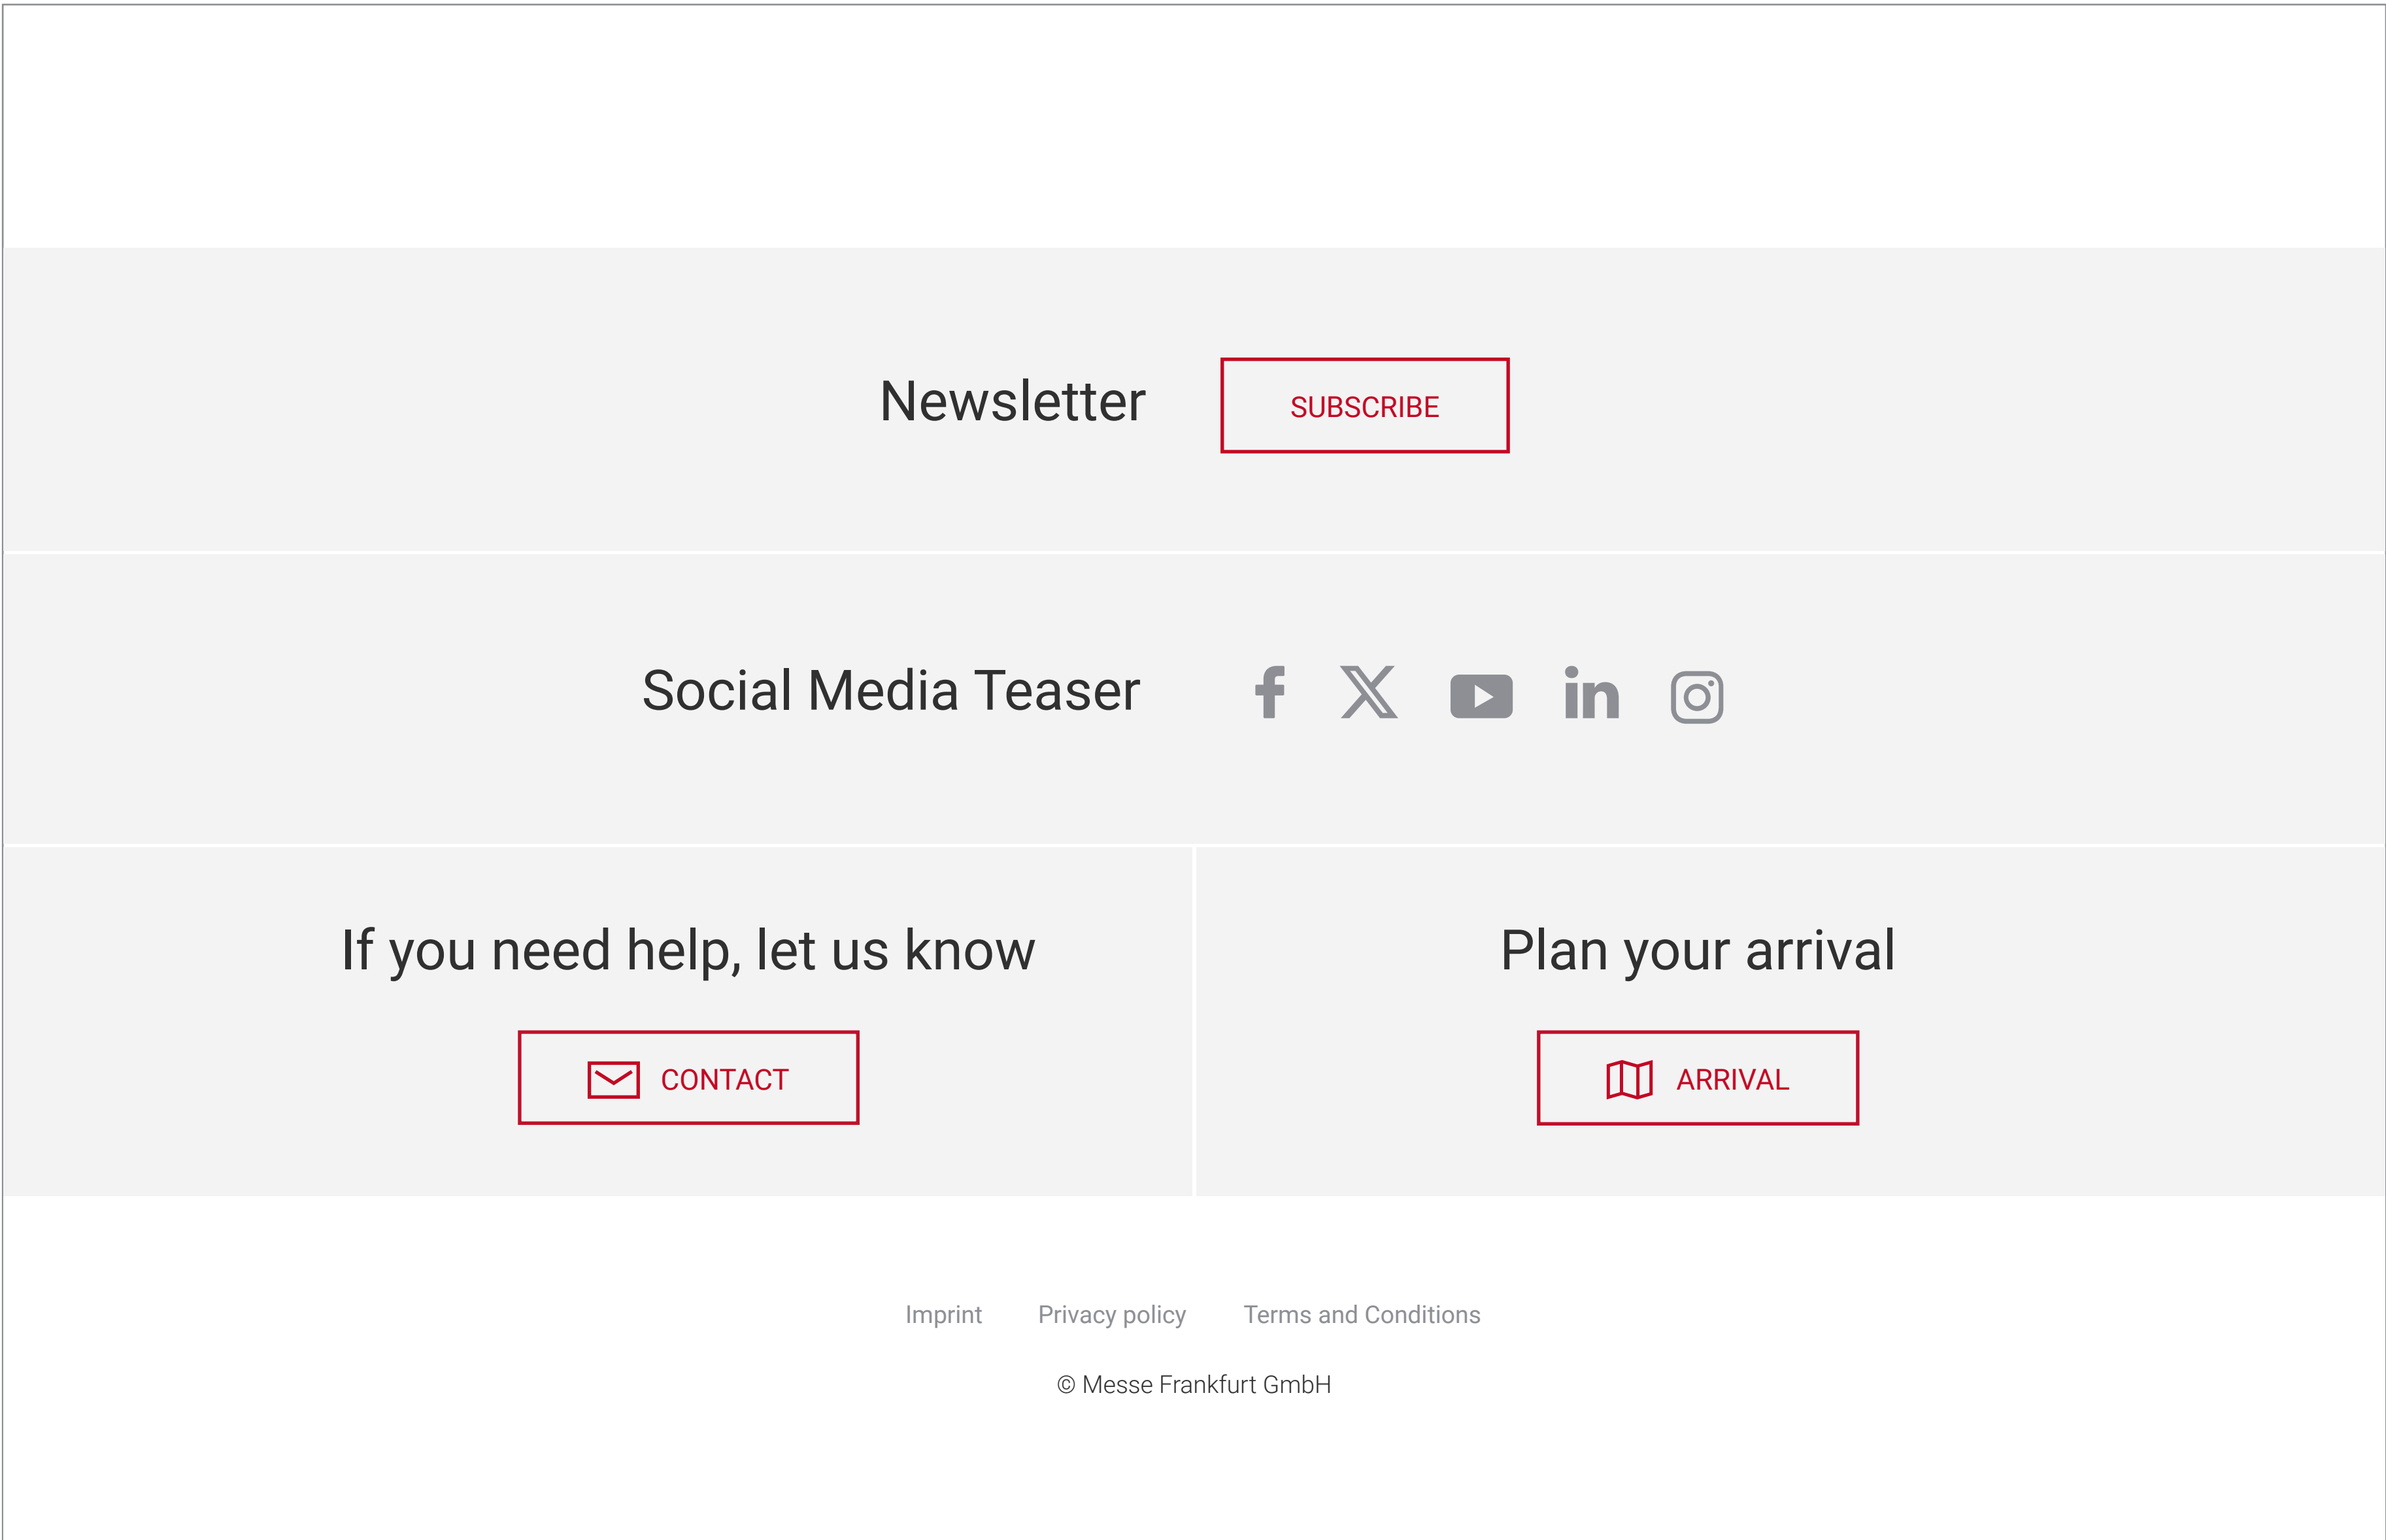 Newsletter
SUBSCRIBE
Social Media Teaser
If you need help, let us know
CONTACT
Plan your arrival
ARRIVAL
Imprint Privacy policy Terms and Conditions
© Messe Frankfurt GmbH